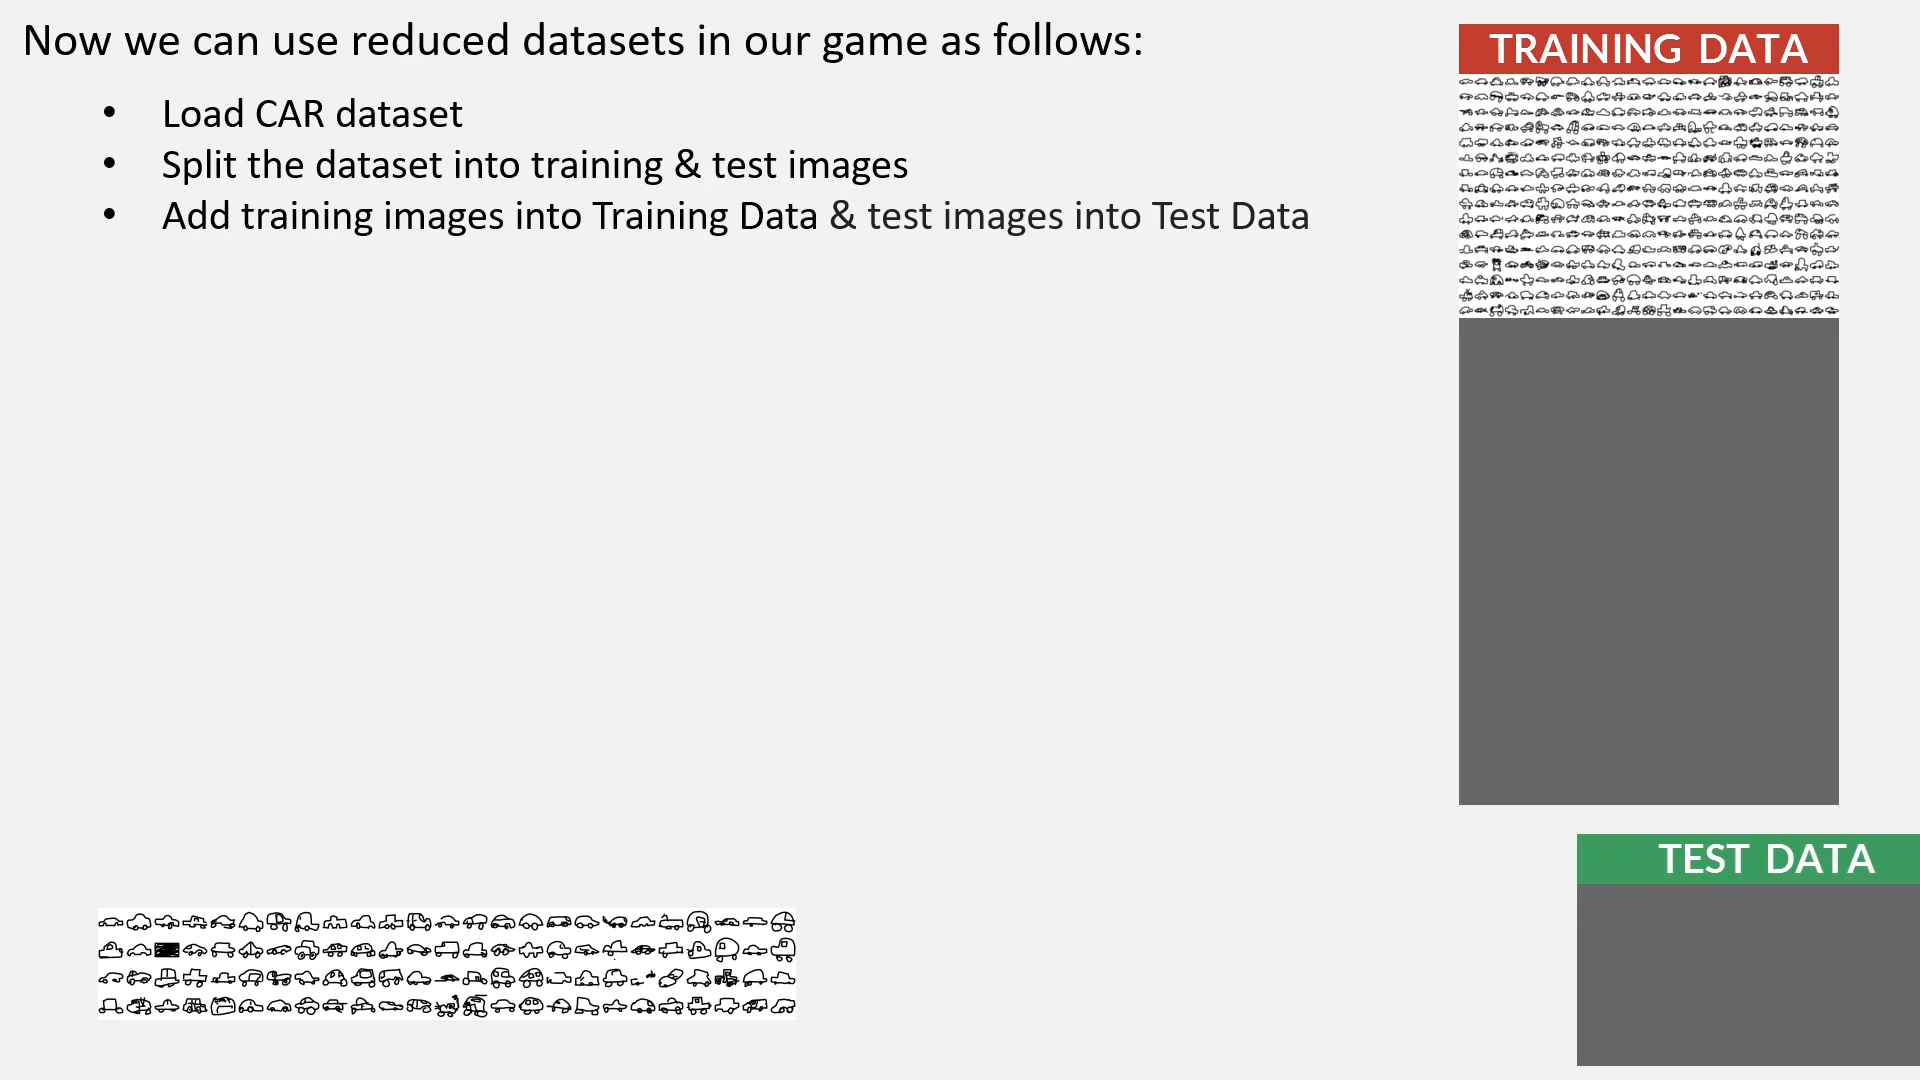 Now we can use reduced datasets in our game as follows:
• Load CAR dataset
• Split the dataset into training & test images
• Add training images into Training Data & test images into Test Data
TRAINING DATA
TEST DATA